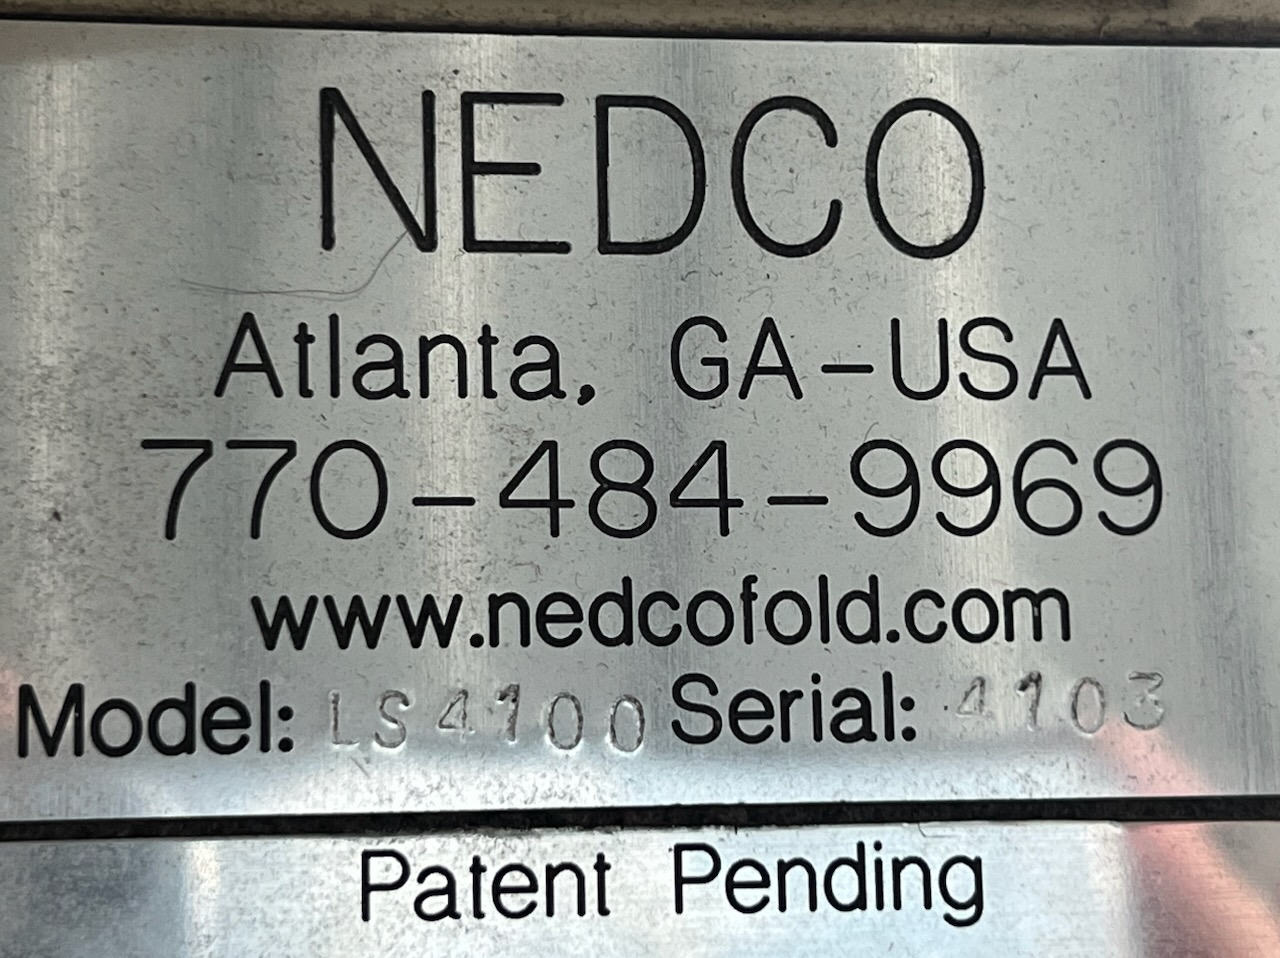 NEDCO
Atlanta, GA-USA
770-484-9969
www.nedcofold.com
Model: LS4100 Serial: 4103
Patent Pending